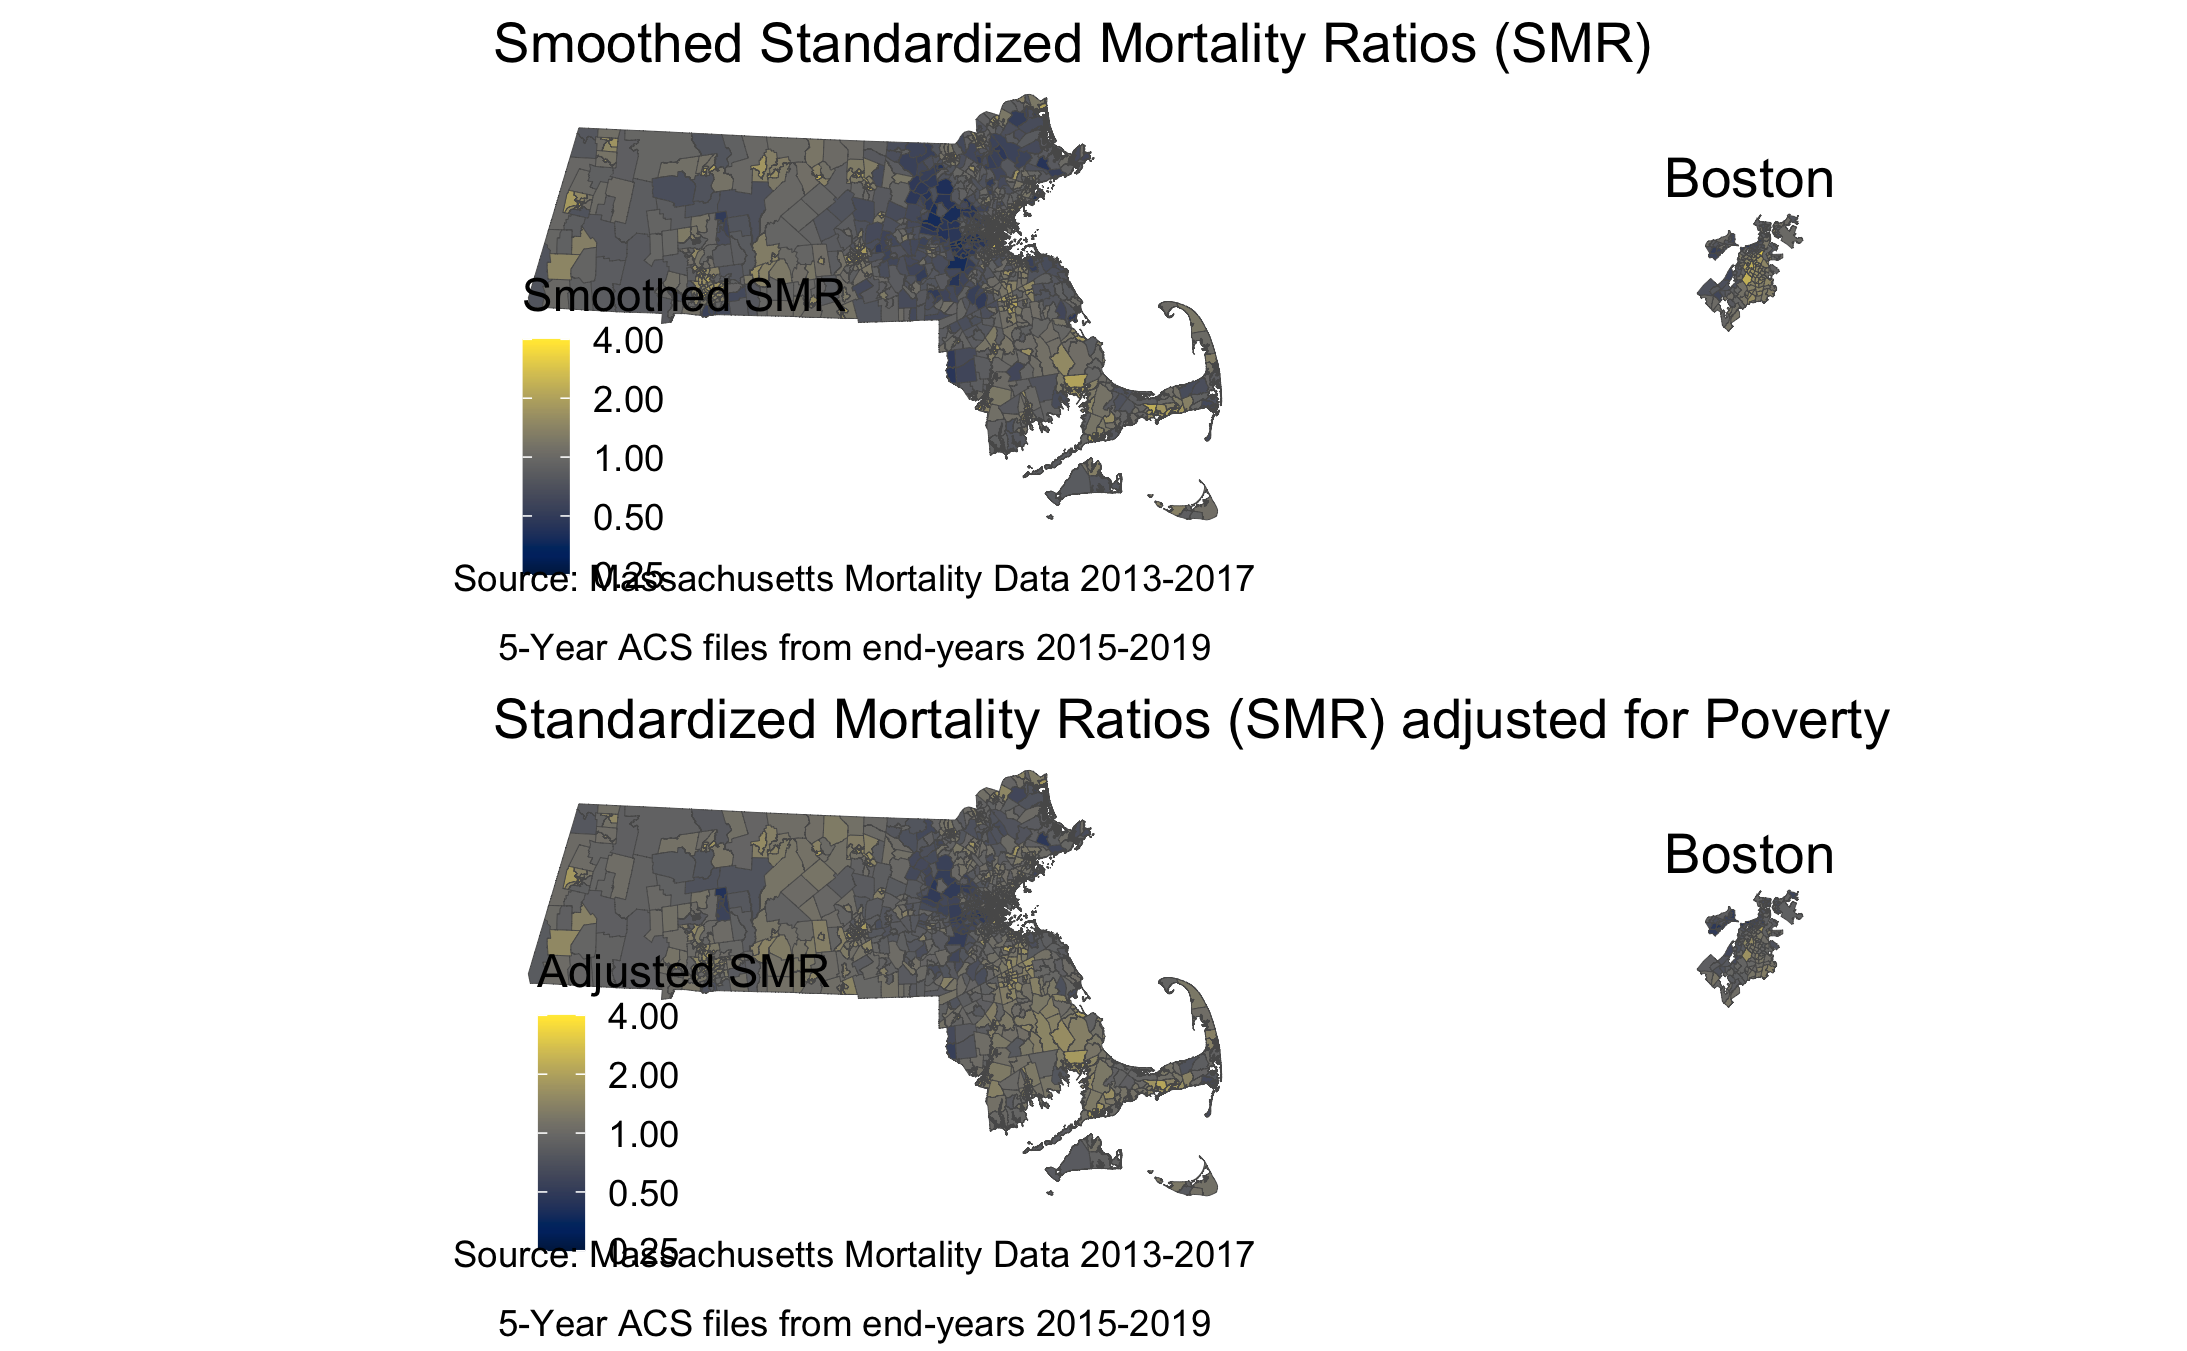 Smoothed Standardized Mortality Ratios (SMR)
Boston
Smoothed SMR
4.00
2.00
1.00
0.50
0.25
Source: Massachusetts Mortality Data 2013-2017
5-Year ACS files from end-years 2015-2019
Standardized Mortality Ratios (SMR) adjusted for Poverty
Boston
Adjusted SMR
4.00
2.00
1.00
0.50
0.25
Source: Massachusetts Mortality Data 2013-2017
5-Year ACS files from end-years 2015-2019